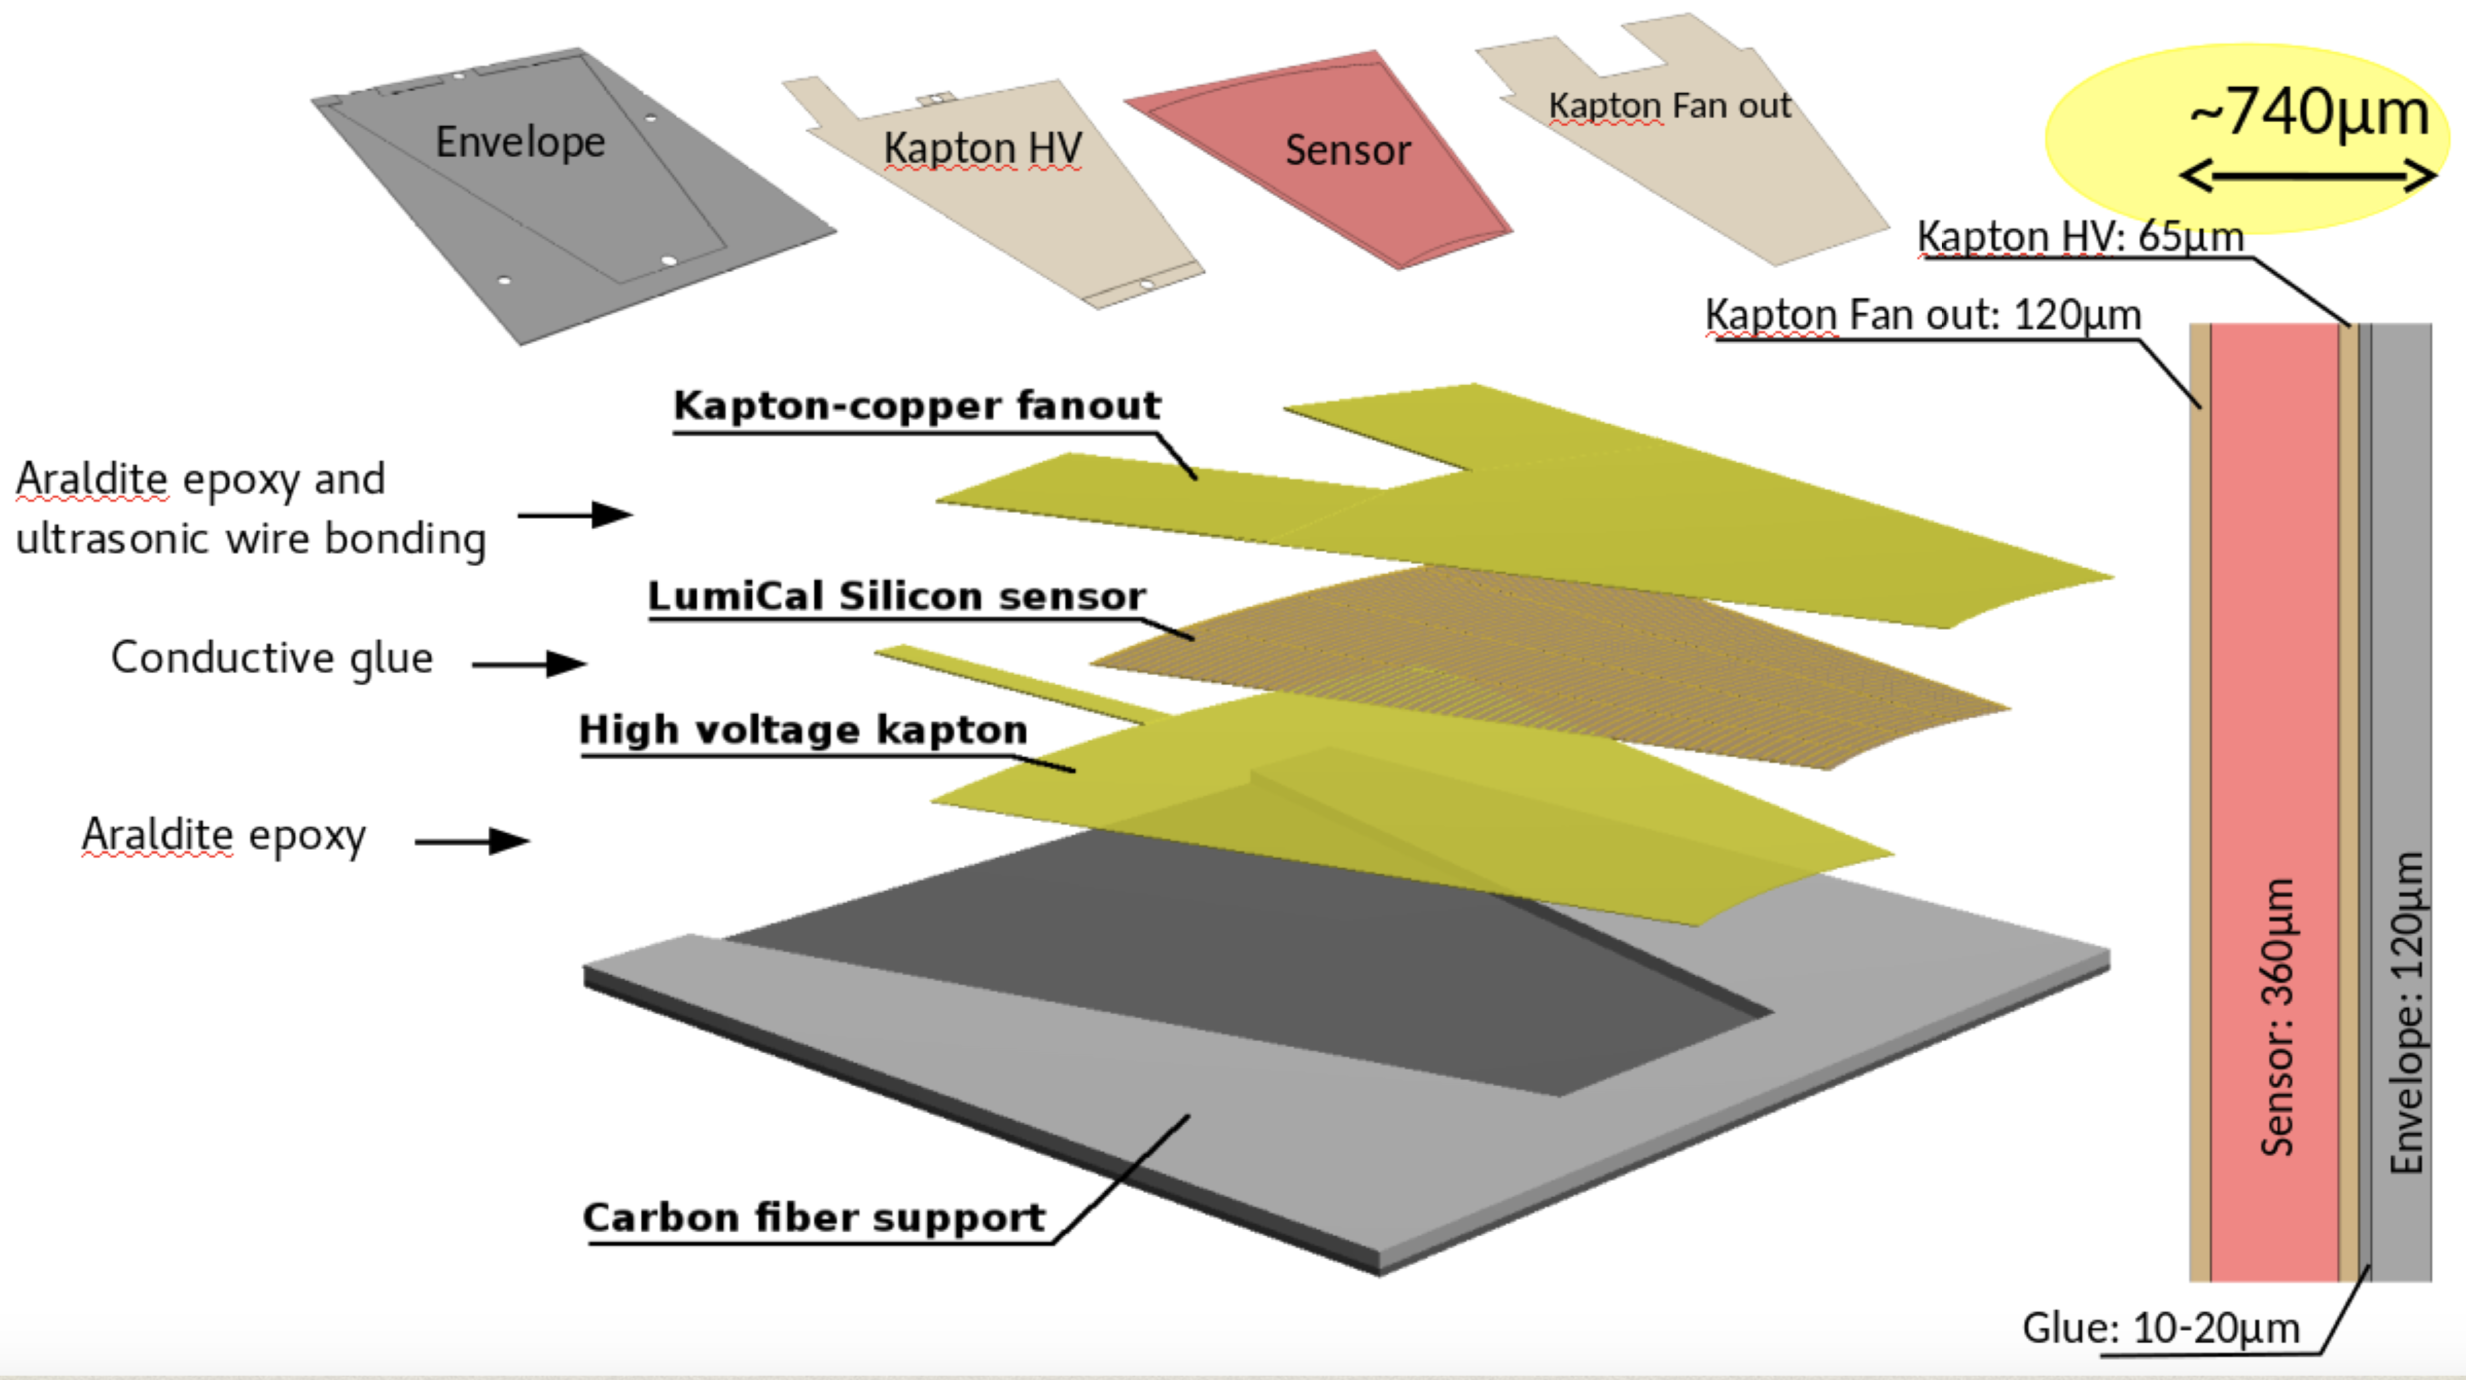 Envelope
Kapton HV
Sensor
Kapton Fan out
~740µm
Kapton HV: 65µm
Kapton Fan out: 120µm
Kapton-copper fanout
Araldite epoxy and
ultrasonic wire bonding
LumiCal Silicon sensor
Conductive glue
High voltage kapton
Araldite epoxy
Carbon fiber support
Sensor: 360µm
Envelope: 120µm
Glue: 10-20µm